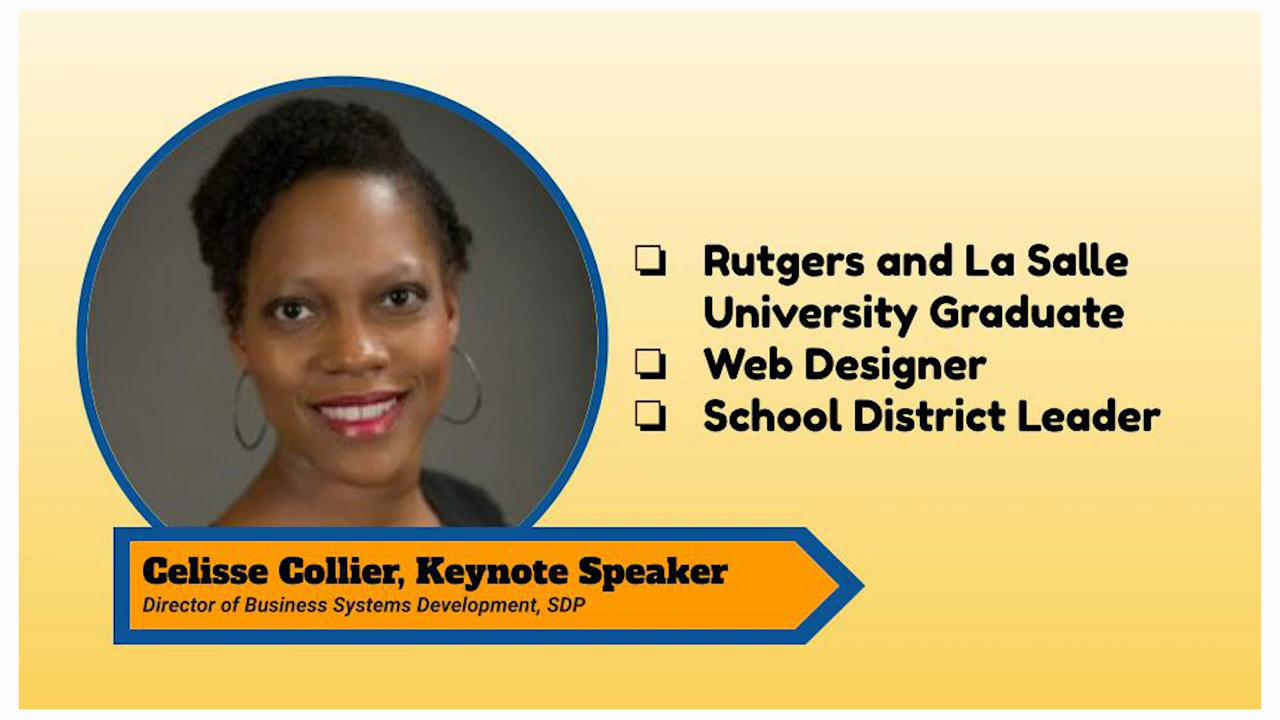 Rutgers and La Salle
University Graduate
Web Designer
School District Leader
Celisse Collier, Keynote Speaker
Director of Business Systems Development, SDP